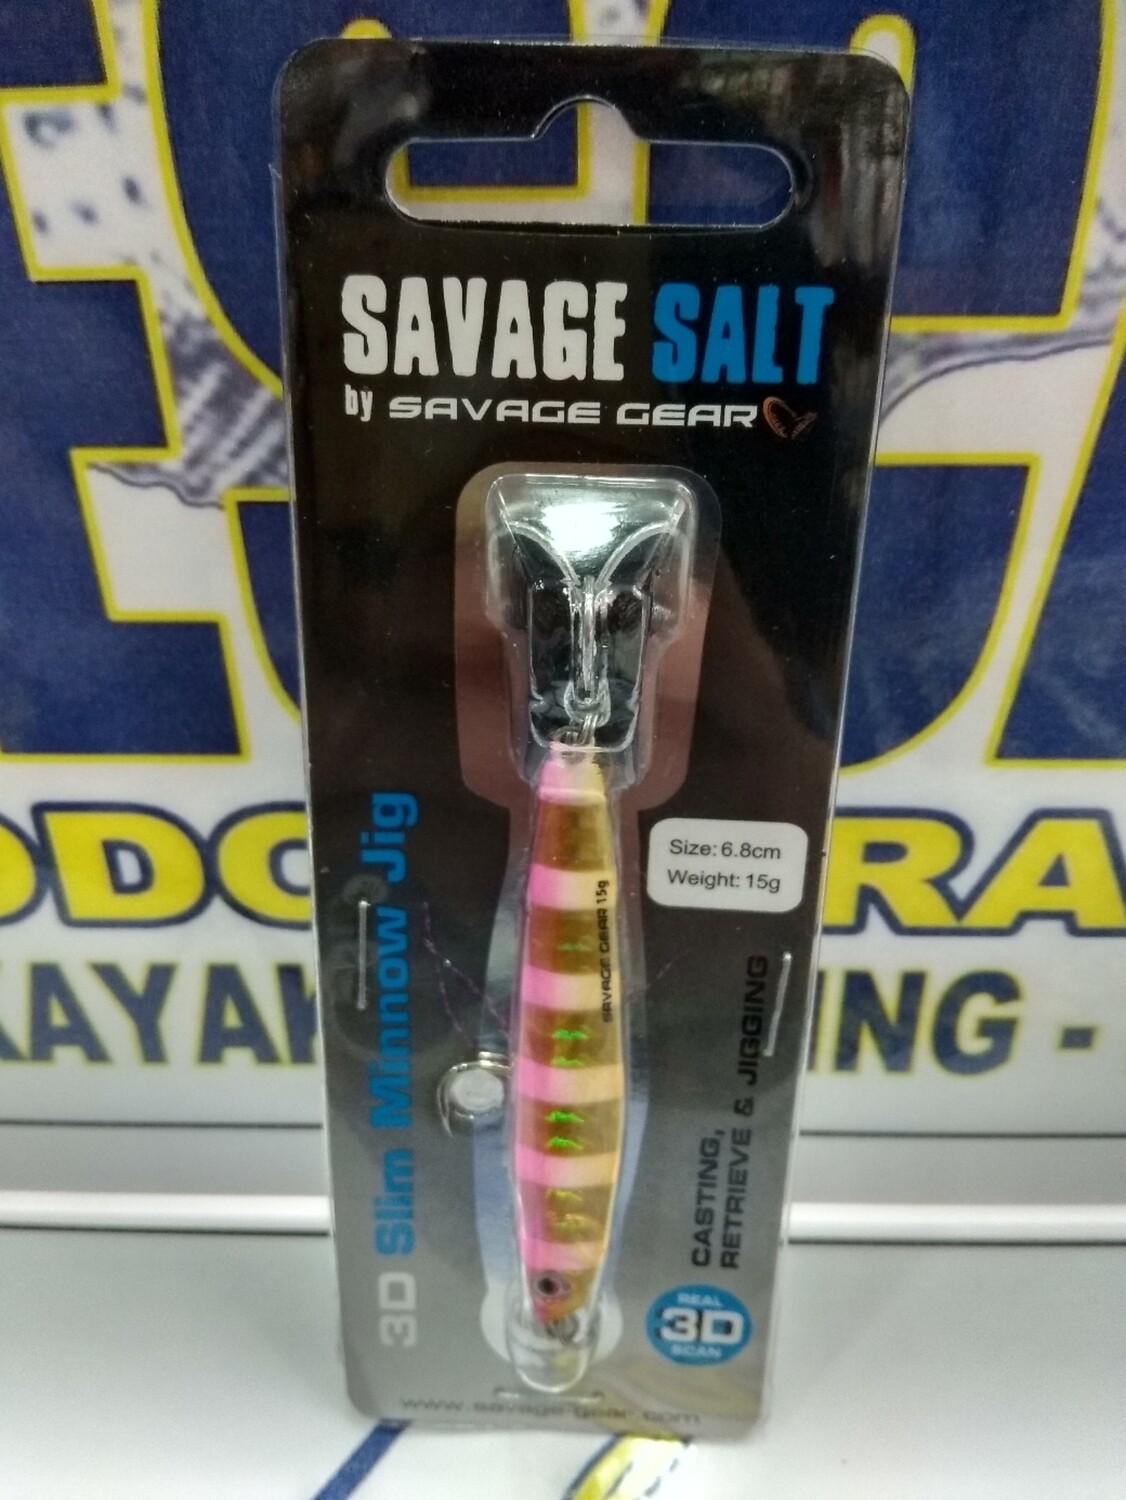 SAVAGE SALT
by SAVAGE GEAR
Size: 6.8cm
Weight: 15g
SAVAGE GEAR 15g
3D Slim Minnow Jig
CASTING,
RETRIEVE & JIGGING
REAL
3D
SCAN
www.savage-gear.com